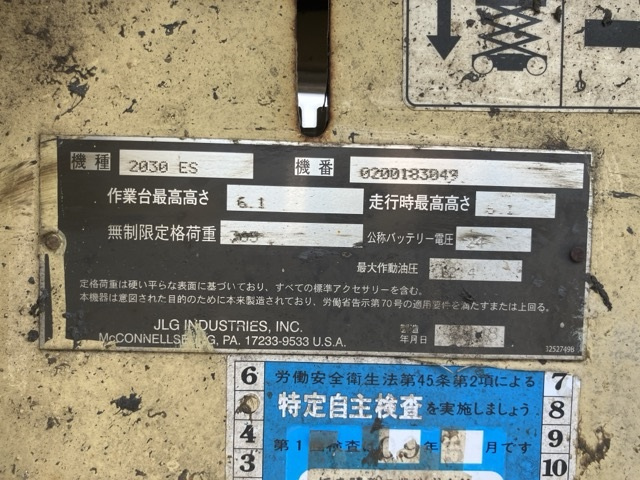 機種 2030 ES 機番 0200183049
作業台最高高さ 6.1 走行時最高高さ
無制限定格荷重 公称バッテリー電圧
最大作動油圧
定格荷重は硬い平らな表面に基づいており、すべての標準アクセサリーを含む。
本機器は意図された目的のために本来製造されており、労働省告示第70号の適用要件を満たすまたは上回る。
JLG INDUSTRIES, INC.
McCONNELLSBURG, PA. 17233-9533 U.S.A.
年月日
1252749B
6 労働安全衛生法第45条第2項による 7
特定自主検査を実施しましょう 8
4 第1 検査は 09年 月です 9
3 10